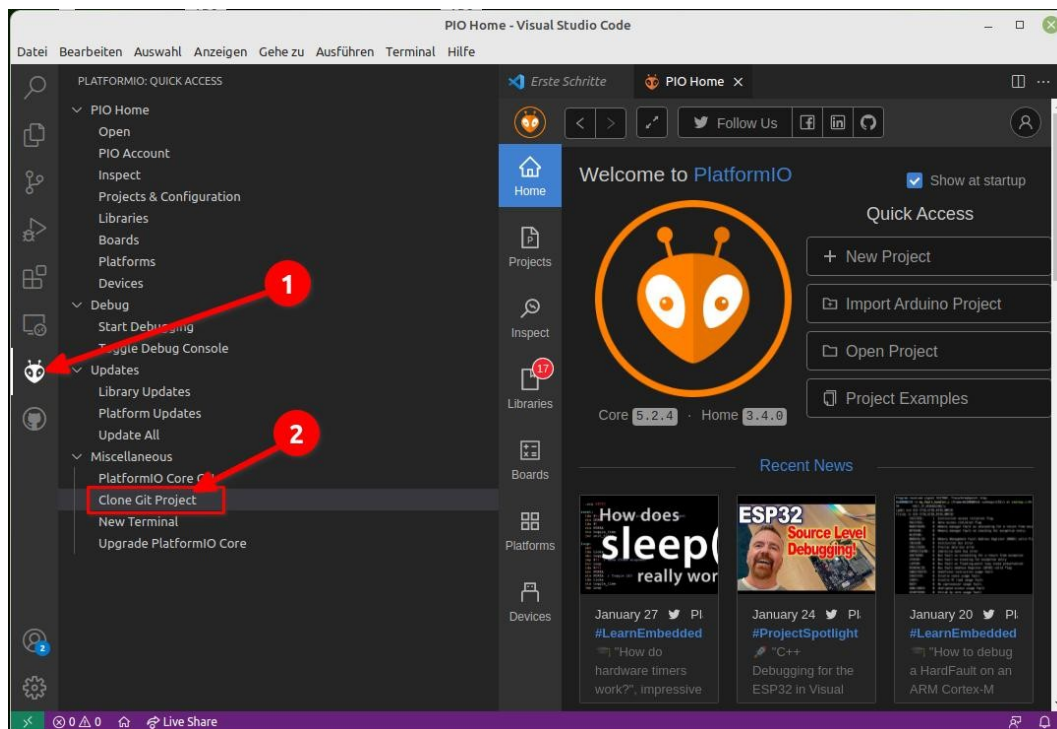 PIO Home - Visual Studio Code
Datei Bearbeiten Auswahl Anzeigen Gehe zu Ausführen Terminal Hilfe
PLATFORMIO: QUICK ACCESS
PIO Home
Open
PIO Account
Inspect
Projects & Configuration
Libraries
Boards
Platforms
Devices
Debug
Start Debugging
Toggle Debug Console
Updates
Library Updates
Platform Updates
Update All
Miscellaneous
PlatformIO Core
Clone Git Project
New Terminal
Upgrade PlatformIO Core
1
2
Erste Schritte
PIO Home
Follow Us
Home
Projects
Inspect
17
Libraries
Boards
Platforms
Devices
Welcome to PlatformIO
Show at startup
Quick Access
New Project
Import Arduino Project
Open Project
Project Examples
Core 5.2.4 · Home 3.4.0
Recent News
How does
sleep(
really wor
January 27 Pl
#LearnEmbedded
"How do
hardware timers
work?", impressive
ESP32
Source Level
Debugging!
January 24 Pl
#ProjectSpotlight
"C++
Debugging for the
ESP32 in Visual
January 20 Pl
#LearnEmbedded
"How to debug
a HardFault on an
ARM Cortex-M
2
0 0 Live Share